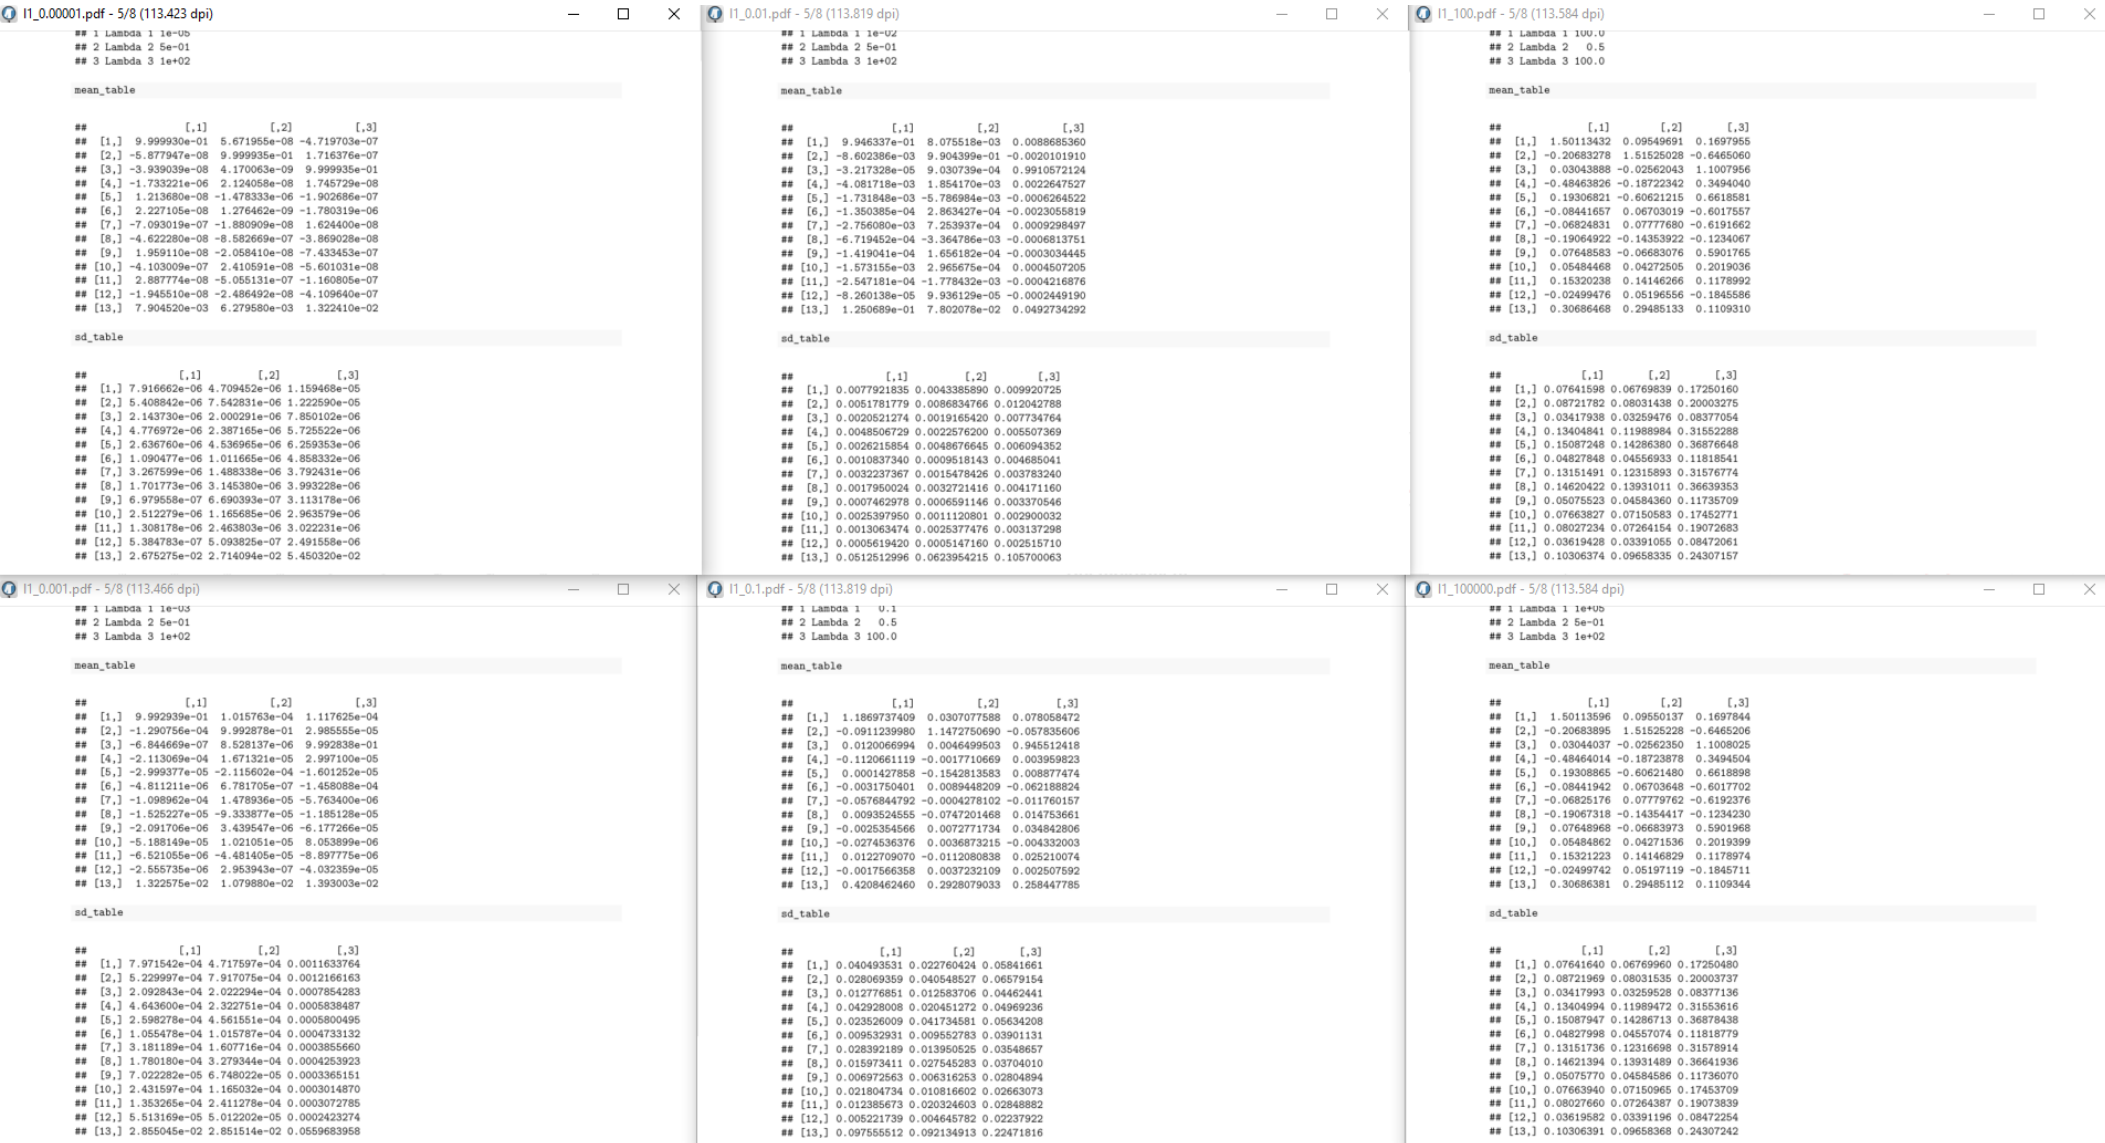 l1_0.00001.pdf - 5/8 (113.423 dpi)
## 1 Lambda 1 1e-05
## 2 Lambda 2 5e-01
## 3 Lambda 3 1e+02
mean_table
## [,1] [,2] [,3]
## [1,] 9.999930e-01 5.671955e-08 -4.719703e-07
## [2,] -5.877947e-08 9.999935e-01 1.716376e-07
## [3,] -3.939039e-08 4.170063e-09 9.999935e-01
## [4,] -1.733221e-06 2.124058e-08 1.745729e-08
## [5,] 1.213680e-08 -1.478333e-06 -1.902686e-07
## [6,] 2.227105e-08 1.276462e-09 -1.780319e-06
## [7,] -7.093019e-07 -1.880909e-08 1.624400e-08
## [8,] -4.622280e-08 -8.582669e-07 -3.869028e-08
## [9,] 1.959110e-08 -2.058410e-08 -7.433453e-07
## [10,] -4.103009e-07 2.410591e-08 -5.601031e-08
## [11,] 2.887774e-08 -5.055131e-07 -1.160805e-07
## [12,] -1.945510e-08 -2.486492e-08 -4.109640e-07
## [13,] 7.904520e-03 6.279580e-03 1.322410e-02
sd_table
## [,1] [,2] [,3]
## [1,] 7.916662e-06 4.709452e-06 1.159468e-05
## [2,] 5.408842e-06 7.542831e-06 1.222590e-05
## [3,] 2.143730e-06 2.000291e-06 7.850102e-06
## [4,] 4.776972e-06 2.387165e-06 5.725522e-06
## [5,] 2.636760e-06 4.536965e-06 6.259353e-06
## [6,] 1.090477e-06 1.011665e-06 4.858332e-06
## [7,] 3.267599e-06 1.488338e-06 3.792431e-06
## [8,] 1.701773e-06 3.145380e-06 3.993228e-06
## [9,] 6.979558e-07 6.690393e-07 3.113178e-06
## [10,] 2.512279e-06 1.165685e-06 2.963579e-06
## [11,] 1.308178e-06 2.463803e-06 3.022231e-06
## [12,] 5.384783e-07 5.093825e-07 2.491558e-06
## [13,] 2.675275e-02 2.714094e-02 5.450320e-02
l1_0.01.pdf - 5/8 (113.819 dpi)
## 1 Lambda 1 1e-02
## 2 Lambda 2 5e-01
## 3 Lambda 3 1e+02
mean_table
## [,1] [,2] [,3]
## [1,] 9.946337e-01 8.075518e-03 0.0088685360
## [2,] -8.602386e-03 9.904399e-01 -0.0020101910
## [3,] -3.217328e-05 9.030739e-04 0.9910572124
## [4,] -4.081718e-03 1.854170e-03 0.0022647527
## [5,] -1.731848e-03 -5.786984e-03 -0.0006264522
## [6,] -1.350385e-04 2.863427e-04 -0.0023055819
## [7,] -2.756080e-03 7.253937e-04 0.0009298497
## [8,] -6.719452e-04 -3.364786e-03 -0.0006813751
## [9,] -1.419041e-04 1.656182e-04 -0.0003034445
## [10,] -1.573155e-03 2.965675e-04 0.0004507205
## [11,] -2.547181e-04 -1.778432e-03 -0.0004216876
## [12,] -8.260138e-05 9.936129e-05 -0.0002449190
## [13,] 1.250689e-01 7.802078e-02 0.0492734292
sd_table
## [,1] [,2] [,3]
## [1,] 0.0077921835 0.0043385890 0.009920725
## [2,] 0.0051781779 0.0086834766 0.012042788
## [3,] 0.0020521274 0.0019165420 0.007734764
## [4,] 0.0048506729 0.0022576200 0.005507369
## [5,] 0.0026215854 0.0048676645 0.006094352
## [6,] 0.0010837340 0.0009518143 0.004685041
## [7,] 0.0032237367 0.0015478426 0.003783240
## [8,] 0.0017950024 0.0032721416 0.004171160
## [9,] 0.0007462978 0.0006591146 0.003370546
## [10,] 0.0025397950 0.0011120801 0.002900032
## [11,] 0.0013063474 0.0025377476 0.003137298
## [12,] 0.0005619420 0.0005147160 0.002515710
## [13,] 0.0512512996 0.0623954215 0.105700063
l1_100.pdf - 5/8 (113.584 dpi)
## 1 Lambda 1 100.0
## 2 Lambda 2 0.5
## 3 Lambda 3 100.0
mean_table
## [,1] [,2] [,3]
## [1,] 1.50113432 0.09549691 0.1697955
## [2,] -0.20683278 1.51525028 -0.6465060
## [3,] 0.03043888 -0.02562043 1.1007956
## [4,] -0.48463826 -0.18722342 0.3494040
## [5,] 0.19306821 -0.60621215 0.6618581
## [6,] -0.08441657 0.06703019 -0.6017557
## [7,] -0.06824831 0.07777680 -0.6191662
## [8,] -0.19064922 -0.14353922 -0.1234067
## [9,] 0.07648583 -0.06683076 0.5901765
## [10,] 0.05484468 0.04272505 0.2019036
## [11,] 0.15320238 0.14146266 0.1178992
## [12,] -0.02499476 0.05196556 -0.1845586
## [13,] 0.30686468 0.29485133 0.1109310
sd_table
## [,1] [,2] [,3]
## [1,] 0.07641598 0.06769839 0.17250160
## [2,] 0.08721782 0.08031438 0.20003275
## [3,] 0.03417938 0.03259476 0.08377054
## [4,] 0.13404841 0.11988984 0.31552288
## [5,] 0.15087248 0.14286380 0.36876648
## [6,] 0.04827848 0.04556933 0.11818541
## [7,] 0.13151491 0.12315893 0.31576774
## [8,] 0.14620422 0.13931011 0.36639353
## [9,] 0.05075523 0.04584360 0.11735709
## [10,] 0.07663827 0.07150583 0.17452771
## [11,] 0.08027234 0.07264154 0.19072683
## [12,] 0.03619428 0.03391055 0.08472061
## [13,] 0.10306374 0.09658335 0.24307157
l1_0.001.pdf - 5/8 (113.466 dpi)
## 1 Lambda 1 1e-03
## 2 Lambda 2 5e-01
## 3 Lambda 3 1e+02
mean_table
## [,1] [,2] [,3]
## [1,] 9.992939e-01 1.015763e-04 1.117625e-04
## [2,] -1.290756e-04 9.992878e-01 2.985555e-05
## [3,] -6.844669e-07 8.528137e-06 9.992838e-01
## [4,] -2.113069e-04 1.671321e-05 2.997100e-05
## [5,] -2.999377e-05 -2.115602e-04 -1.601252e-05
## [6,] -4.811211e-06 6.781705e-07 -1.458088e-04
## [7,] -1.098962e-04 1.478936e-05 -5.763400e-06
## [8,] -1.525227e-05 -9.333877e-05 -1.185128e-05
## [9,] -2.091706e-06 3.439547e-06 -6.177266e-05
## [10,] -5.188149e-05 1.021051e-05 8.053899e-06
## [11,] -6.521055e-06 -4.481405e-05 -8.897775e-06
## [12,] -2.555735e-06 2.953943e-07 -4.032359e-05
## [13,] 1.322575e-02 1.079880e-02 1.393003e-02
sd_table
## [,1] [,2] [,3]
## [1,] 7.971542e-04 4.717597e-04 0.0011633764
## [2,] 5.229997e-04 7.917075e-04 0.0012166163
## [3,] 2.092843e-04 2.022294e-04 0.0007854283
## [4,] 4.643600e-04 2.322751e-04 0.0005838487
## [5,] 2.598278e-04 4.561551e-04 0.0005800495
## [6,] 1.055478e-04 1.015787e-04 0.0004733132
## [7,] 3.181189e-04 1.607716e-04 0.0003855660
## [8,] 1.780180e-04 3.279344e-04 0.0004253923
## [9,] 7.022282e-05 6.748022e-05 0.0003365151
## [10,] 2.431597e-04 1.165032e-04 0.0003014870
## [11,] 1.353265e-04 2.411278e-04 0.0003072785
## [12,] 5.513169e-05 5.012202e-05 0.0002423274
## [13,] 2.855045e-02 2.851514e-02 0.0559683958
l1_0.1.pdf - 5/8 (113.819 dpi)
## 1 Lambda 1 0.1
## 2 Lambda 2 0.5
## 3 Lambda 3 100.0
mean_table
## [,1] [,2] [,3]
## [1,] 1.1869737409 0.0307077588 0.078058472
## [2,] -0.0911239980 1.1472750690 -0.057835606
## [3,] 0.0120066994 0.0046499503 0.945512418
## [4,] -0.1120661119 -0.0017710669 0.003959823
## [5,] 0.0001427858 -0.1542813583 0.008877474
## [6,] -0.0031750401 0.0089448209 -0.062188824
## [7,] -0.0576844792 -0.0004278102 -0.011760157
## [8,] 0.0093524555 -0.0747201468 0.014753661
## [9,] -0.0025354566 0.0072771734 0.034842806
## [10,] -0.0274536376 0.0036873215 -0.004332003
## [11,] 0.0122709070 -0.0112080838 0.025210074
## [12,] -0.0017566358 0.0037232109 0.002507592
## [13,] 0.4208462460 0.2928079033 0.258447785
sd_table
## [,1] [,2] [,3]
## [1,] 0.040493531 0.022760424 0.05841661
## [2,] 0.028069359 0.040548527 0.06579154
## [3,] 0.012776851 0.012583706 0.04462441
## [4,] 0.042928008 0.020451272 0.04969236
## [5,] 0.023526009 0.041734581 0.05634208
## [6,] 0.009532931 0.009552783 0.03901131
## [7,] 0.028392189 0.013950525 0.03548657
## [8,] 0.015973411 0.027545283 0.03704010
## [9,] 0.006972563 0.006316253 0.02804894
## [10,] 0.021804734 0.010816602 0.02663073
## [11,] 0.012385673 0.020324603 0.02848882
## [12,] 0.005221739 0.004645782 0.02237922
## [13,] 0.097555512 0.092134913 0.22471816
l1_100000.pdf - 5/8 (113.584 dpi)
## 1 Lambda 1 1e+05
## 2 Lambda 2 5e-01
## 3 Lambda 3 1e+02
mean_table
## [,1] [,2] [,3]
## [1,] 1.50113596 0.09550137 0.1697844
## [2,] -0.20683895 1.51525228 -0.6465206
## [3,] 0.03044037 -0.02562350 1.1008025
## [4,] -0.48464014 -0.18723878 0.3494504
## [5,] 0.19308865 -0.60621480 0.6618898
## [6,] -0.08441942 0.06703648 -0.6017702
## [7,] -0.06825176 0.07779762 -0.6192376
## [8,] -0.19067318 -0.14354417 -0.1234230
## [9,] 0.07648968 -0.06683973 0.5901968
## [10,] 0.05484862 0.04271536 0.2019399
## [11,] 0.15321223 0.14146829 0.1178974
## [12,] -0.02499742 0.05197119 -0.1845711
## [13,] 0.30686381 0.29485112 0.1109344
sd_table
## [,1] [,2] [,3]
## [1,] 0.07641640 0.06769960 0.17250480
## [2,] 0.08721969 0.08031535 0.20003737
## [3,] 0.03417993 0.03259528 0.08377136
## [4,] 0.13404994 0.11989472 0.31553616
## [5,] 0.15087947 0.14286713 0.36878438
## [6,] 0.04827998 0.04557074 0.11818779
## [7,] 0.13151736 0.12316698 0.31578914
## [8,] 0.14621394 0.13931489 0.36641936
## [9,] 0.05075770 0.04584586 0.11736070
## [10,] 0.07663940 0.07150965 0.17453709
## [11,] 0.08027660 0.07264387 0.19073839
## [12,] 0.03619582 0.03391196 0.08472254
## [13,] 0.10306391 0.09658368 0.24307242